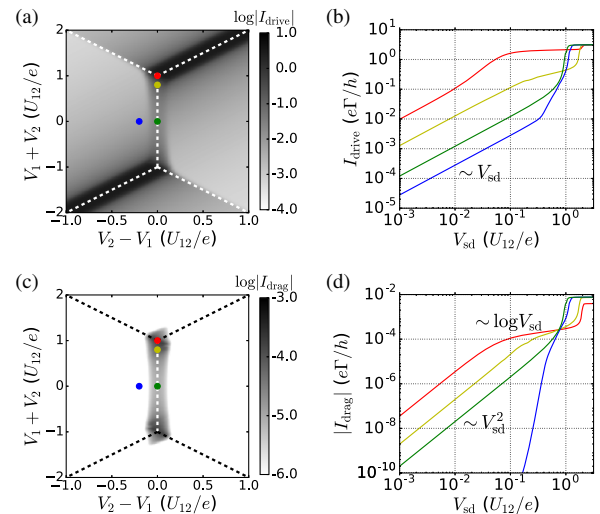 (a)
log|I_drive|
V_1 + V_2 (U_12/e)
2
1
0
−1
−2
−1.0 −0.5 0.0 0.5 1.0
V_2 − V_1 (U_12/e)
1.0
0.0
−1.0
−2.0
−3.0
−4.0
(b)
I_drive (eΓ/h)
10^2
10^1
10^0
10^-1
10^-2
10^-3
10^-4
10^-5
~ V_sd
10^-3 10^-2 10^-1 10^0
V_sd (U_12/e)
(c)
log|I_drag|
V_1 + V_2 (U_12/e)
2
1
0
−1
−2
−1.0 −0.5 0.0 0.5 1.0
V_2 − V_1 (U_12/e)
−3.0
−4.0
−5.0
−6.0
(d)
|I_drag| (eΓ/h)
10^-2
10^-4
10^-6
10^-8
10^-10
~ logV_sd
~ V_sd^2
10^-3 10^-2 10^-1 10^0
V_sd (U_12/e)